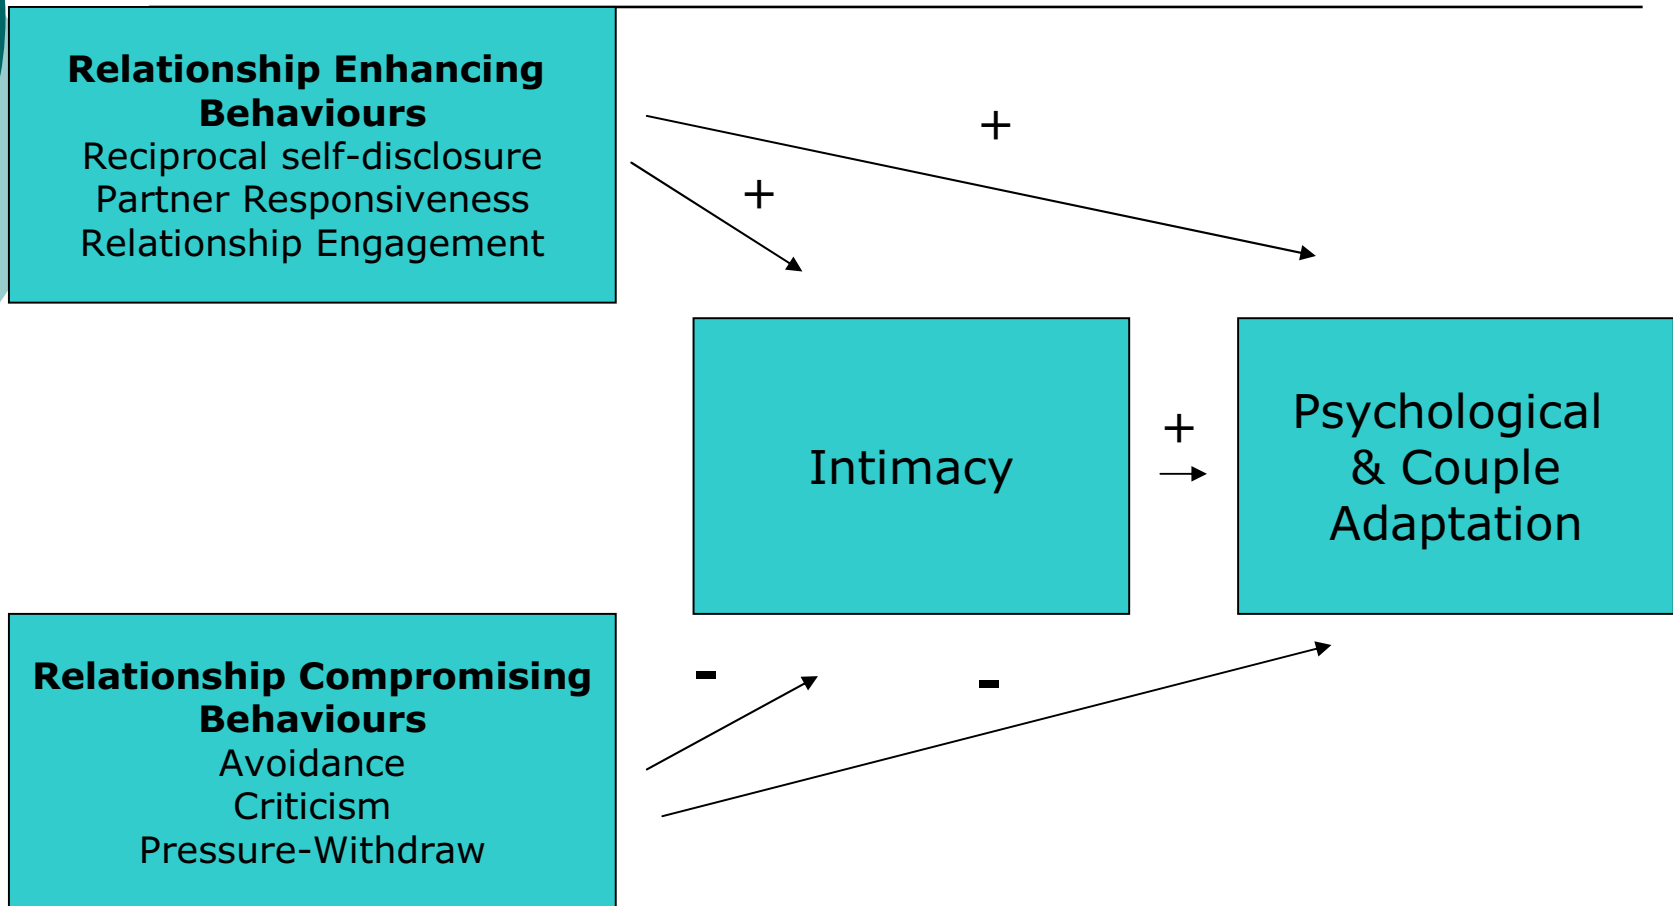 Relationship Enhancing
Behaviours
Reciprocal self-disclosure
Partner Responsiveness
Relationship Engagement
+
+
Intimacy
+
Psychological
& Couple
Adaptation
Relationship Compromising
Behaviours
Avoidance
Criticism
Pressure-Withdraw
-
-